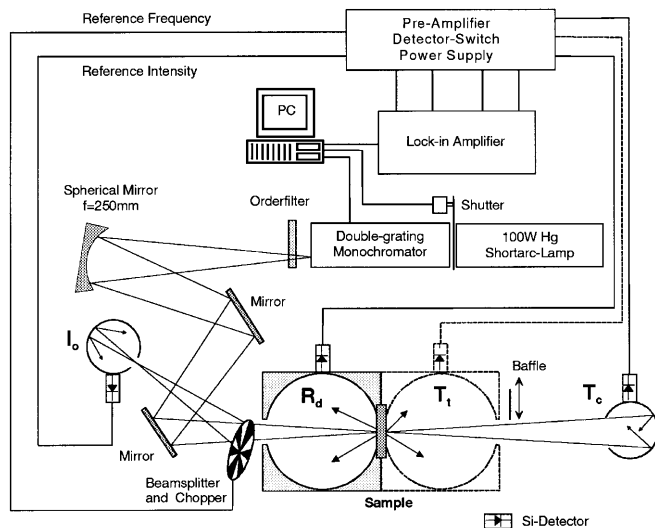 Reference Frequency
Pre-Amplifier
Detector-Switch
Power Supply
Reference Intensity
PC
Lock-in Amplifier
Spherical Mirror
f=250mm
Orderfilter
Shutter
Double-grating
Monochromator
100W Hg
Shortarc-Lamp
Mirror
Io
Baffle
Rd
Tt
Tc
Mirror
Beamsplitter
and Chopper
Sample
Si-Detector